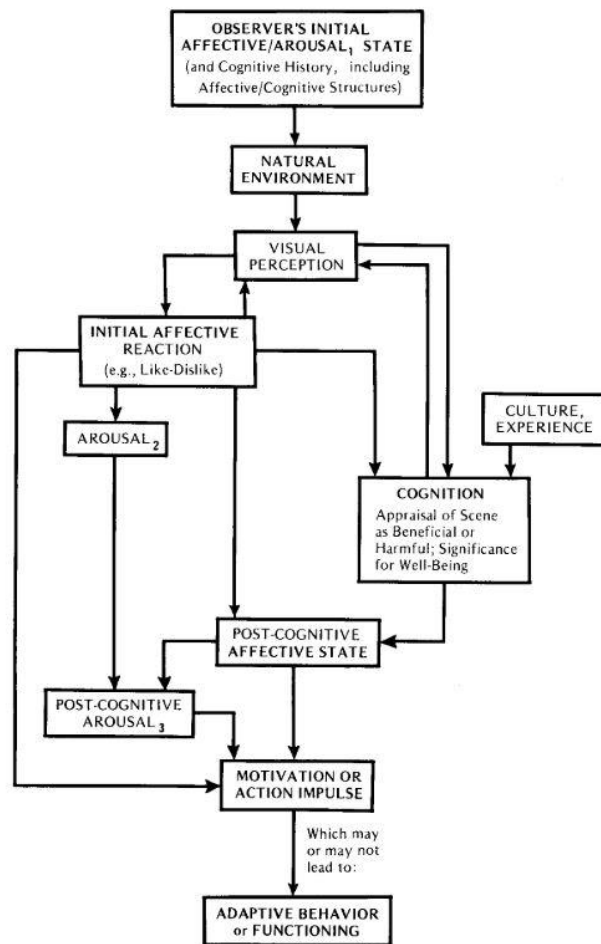 OBSERVER'S INITIAL
AFFECTIVE/AROUSAL₁ STATE
(and Cognitive History, including
Affective/Cognitive Structures)
NATURAL
ENVIRONMENT
VISUAL
PERCEPTION
INITIAL AFFECTIVE
REACTION
(e.g., Like-Dislike)
AROUSAL₂
CULTURE,
EXPERIENCE
COGNITION
Appraisal of Scene
as Beneficial or
Harmful; Significance
for Well-Being
POST-COGNITIVE
AFFECTIVE STATE
POST-COGNITIVE
AROUSAL₃
MOTIVATION OR
ACTION IMPULSE
Which may
or may not
lead to:
ADAPTIVE BEHAVIOR
or FUNCTIONING